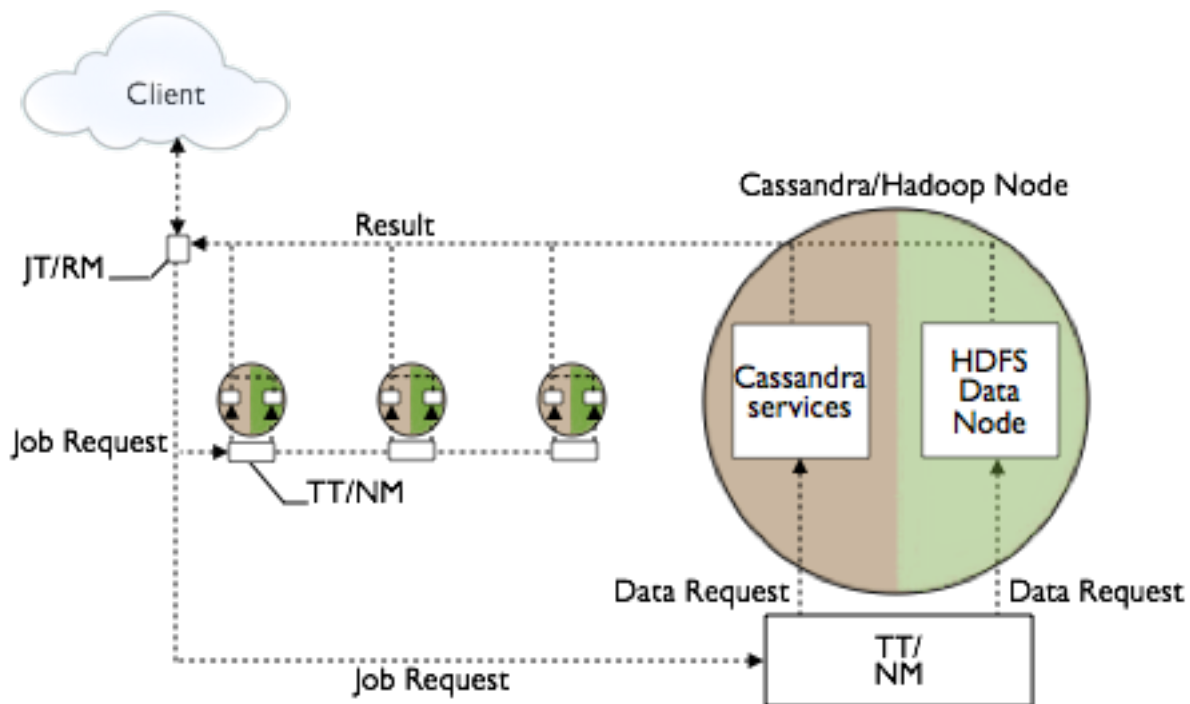 Client
Cassandra/Hadoop Node
Result
JT/RM
Cassandra
services
HDFS
Data
Node
Job Request
TT/NM
Data Request
Data Request
TT/
NM
Job Request